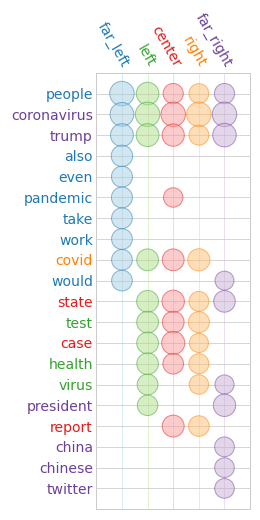 far_left
left
center
right
far_right
people
coronavirus
trump
also
even
pandemic
take
work
covid
would
state
test
case
health
virus
president
report
china
chinese
twitter